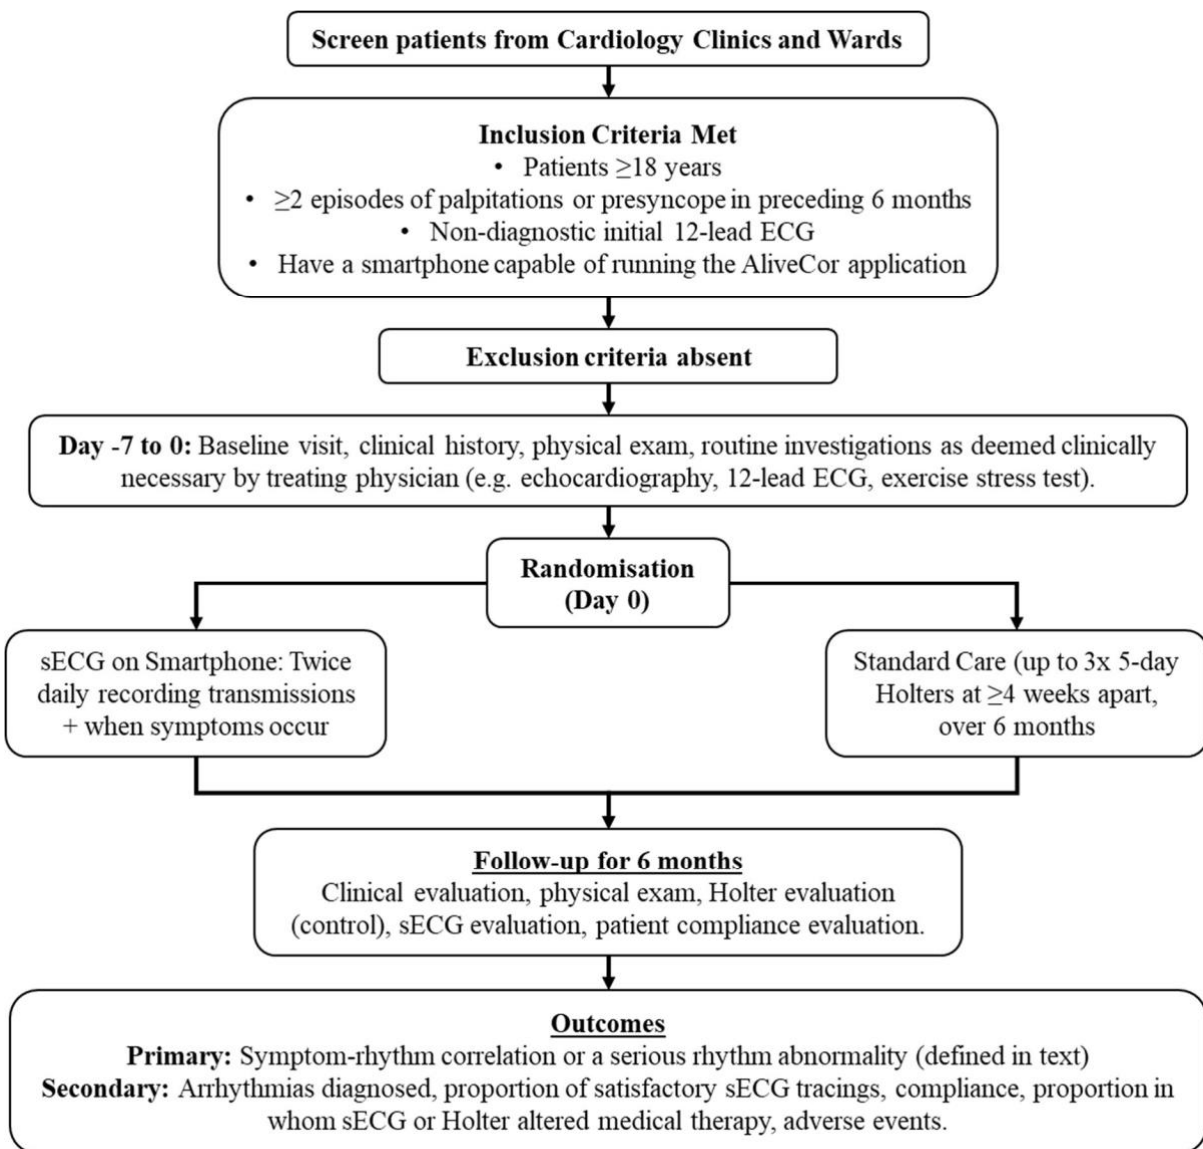 Screen patients from Cardiology Clinics and Wards
Inclusion Criteria Met
• Patients ≥18 years
• ≥2 episodes of palpitations or presyncope in preceding 6 months
• Non-diagnostic initial 12-lead ECG
• Have a smartphone capable of running the AliveCor application
Exclusion criteria absent
Day -7 to 0: Baseline visit, clinical history, physical exam, routine investigations as deemed clinically
necessary by treating physician (e.g. echocardiography, 12-lead ECG, exercise stress test).
Randomisation
(Day 0)
sECG on Smartphone: Twice
daily recording transmissions
+ when symptoms occur
Standard Care (up to 3x 5-day
Holters at ≥4 weeks apart,
over 6 months
Follow-up for 6 months
Clinical evaluation, physical exam, Holter evaluation
(control), sECG evaluation, patient compliance evaluation.
Outcomes
Primary: Symptom-rhythm correlation or a serious rhythm abnormality (defined in text)
Secondary: Arrhythmias diagnosed, proportion of satisfactory sECG tracings, compliance, proportion in
whom sECG or Holter altered medical therapy, adverse events.